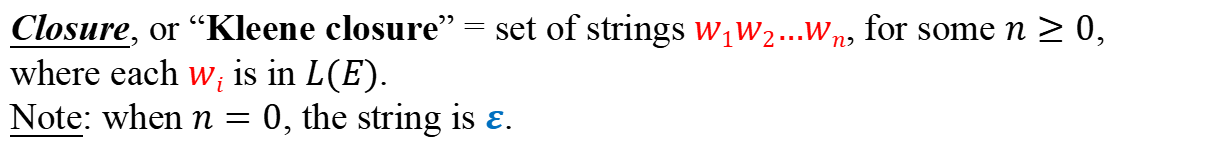 Closure, or “Kleene closure” = set of strings w₁w₂…wₙ, for some n ≥ 0,
where each wᵢ is in L(E).
Note: when n = 0, the string is ε.